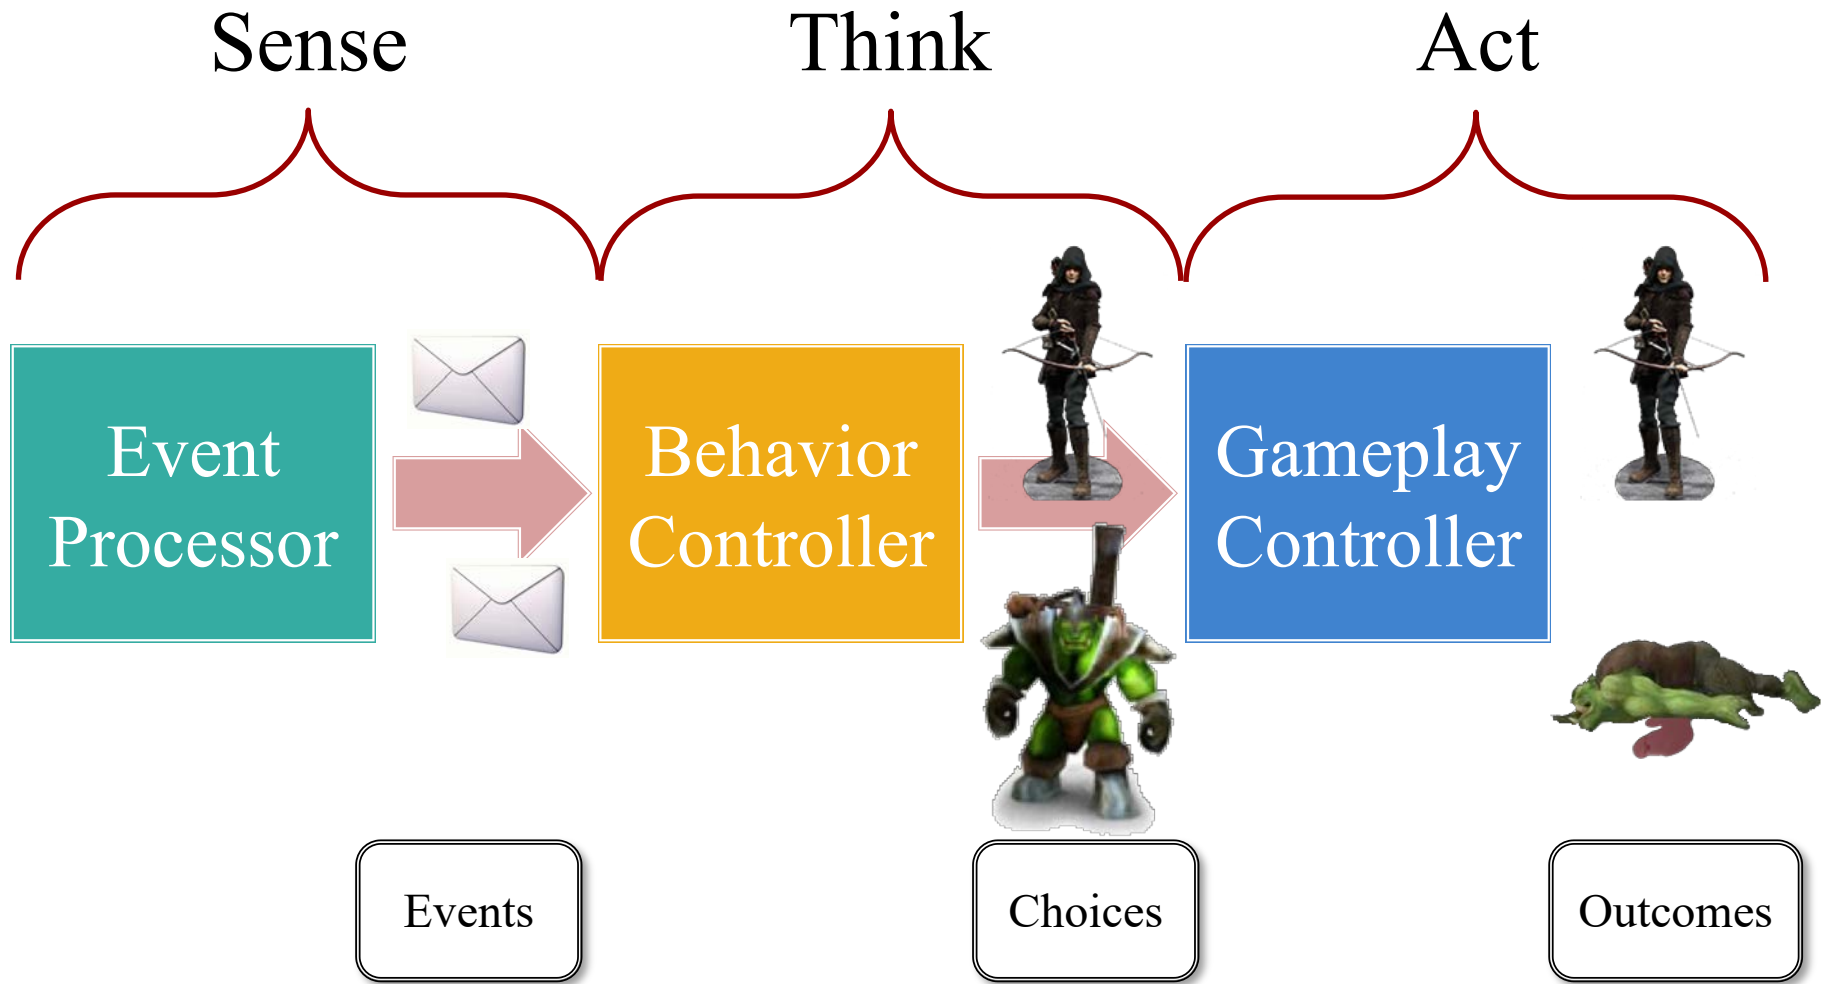 Sense
Think
Act
Event
Processor
Behavior
Controller
Gameplay
Controller
Events
Choices
Outcomes